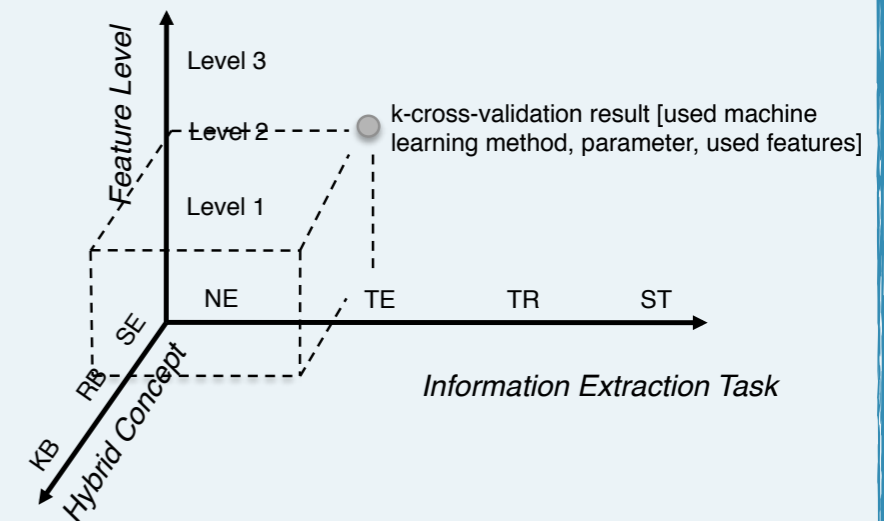 Feature Level
Level 3
k-cross-validation result [used machine
learning method, parameter, used features]
Level 2
Level 1
NE
TE
TR
ST
SE
RB
KB
Hybrid Concept
Information Extraction Task